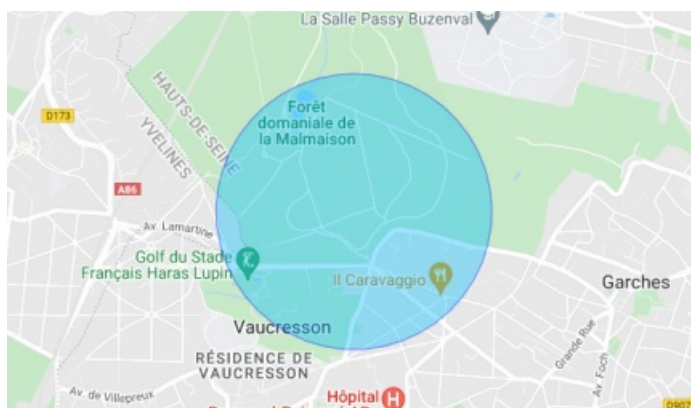 La Salle Passy Buzenval
HAUTS-DE-SEINE
YVELINES
Forêt
domaniale de
la Malmaison
D173
A86
Av. Lamartine
Golf du Stade
Français Haras Lupin
Il Caravaggio
Garches
Vaucresson
RÉSIDENCE DE
VAUCRESSON
Grande Rue
Av. Foch
Av. de Villepreux
Hôpital
H
D907